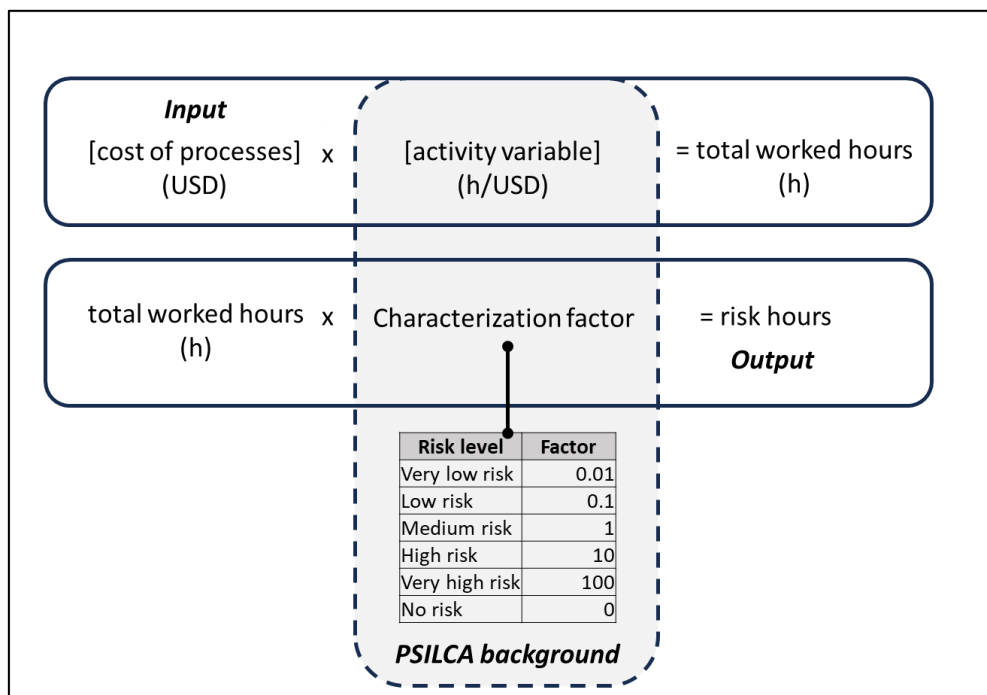 Input
[cost of processes] x [activity variable] = total worked hours
(USD) (h/USD) (h)
total worked hours x Characterization factor = risk hours
(h) Output
Risk level Factor
Very low risk 0.01
Low risk 0.1
Medium risk 1
High risk 10
Very high risk 100
No risk 0
PSILCA background